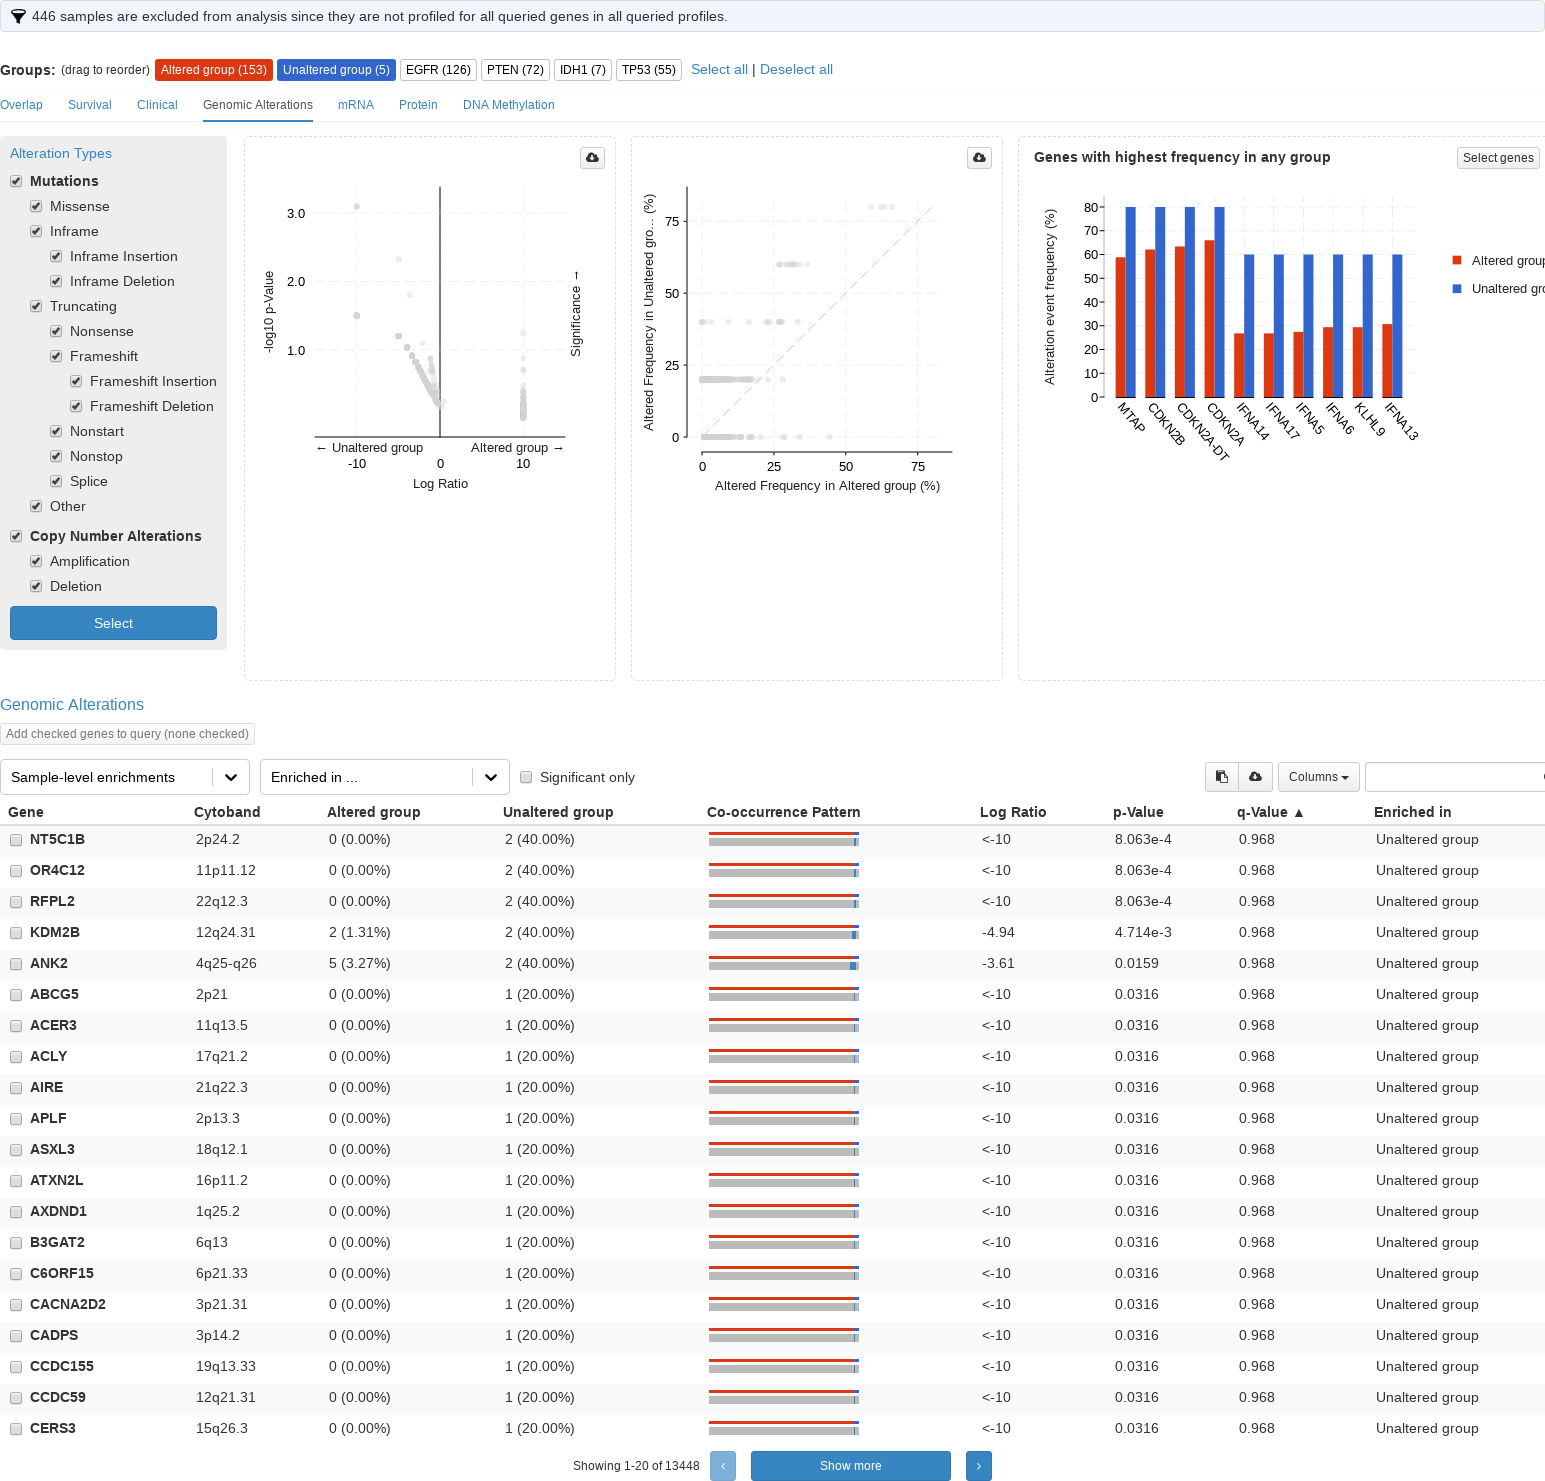 446 samples are excluded from analysis since they are not profiled for all queried genes in all queried profiles.
Groups: (drag to reorder) Altered group (153) Unaltered group (5) EGFR (126) PTEN (72) IDH1 (7) TP53 (55) Select all | Deselect all
Overlap Survival Clinical Genomic Alterations mRNA Protein DNA Methylation
Alteration Types
Mutations
Missense
Inframe
Inframe Insertion
Inframe Deletion
Truncating
Nonsense
Frameshift
Frameshift Insertion
Frameshift Deletion
Nonstart
Nonstop
Splice
Other
Copy Number Alterations
Amplification
Deletion
Select
3.0
2.0
1.0
-log10 p-Value
Significance →
← Unaltered group Altered group →
-10 0 10
Log Ratio
Altered Frequency in Unaltered gro... (%)
75
50
25
0
0 25 50 75
Altered Frequency in Altered group (%)
Genes with highest frequency in any group Select genes
Alteration event frequency (%)
80
70
60
50
40
30
20
10
0
MTAP CDKN2B CDKN2A-DT CDKN2A IFNA14 IFNA17 IFNA5 IFNA6 KLHL9 IFNA13
Altered group
Unaltered gro
Genomic Alterations
Add checked genes to query (none checked)
Sample-level enrichments Enriched in ... Significant only Columns
Gene Cytoband Altered group Unaltered group Co-occurrence Pattern Log Ratio p-Value q-Value ▲ Enriched in
NT5C1B 2p24.2 0 (0.00%) 2 (40.00%) <-10 8.063e-4 0.968 Unaltered group
OR4C12 11p11.12 0 (0.00%) 2 (40.00%) <-10 8.063e-4 0.968 Unaltered group
RFPL2 22q12.3 0 (0.00%) 2 (40.00%) <-10 8.063e-4 0.968 Unaltered group
KDM2B 12q24.31 2 (1.31%) 2 (40.00%) -4.94 4.714e-3 0.968 Unaltered group
ANK2 4q25-q26 5 (3.27%) 2 (40.00%) -3.61 0.0159 0.968 Unaltered group
ABCG5 2p21 0 (0.00%) 1 (20.00%) <-10 0.0316 0.968 Unaltered group
ACER3 11q13.5 0 (0.00%) 1 (20.00%) <-10 0.0316 0.968 Unaltered group
ACLY 17q21.2 0 (0.00%) 1 (20.00%) <-10 0.0316 0.968 Unaltered group
AIRE 21q22.3 0 (0.00%) 1 (20.00%) <-10 0.0316 0.968 Unaltered group
APLF 2p13.3 0 (0.00%) 1 (20.00%) <-10 0.0316 0.968 Unaltered group
ASXL3 18q12.1 0 (0.00%) 1 (20.00%) <-10 0.0316 0.968 Unaltered group
ATXN2L 16p11.2 0 (0.00%) 1 (20.00%) <-10 0.0316 0.968 Unaltered group
AXDND1 1q25.2 0 (0.00%) 1 (20.00%) <-10 0.0316 0.968 Unaltered group
B3GAT2 6q13 0 (0.00%) 1 (20.00%) <-10 0.0316 0.968 Unaltered group
C6ORF15 6p21.33 0 (0.00%) 1 (20.00%) <-10 0.0316 0.968 Unaltered group
CACNA2D2 3p21.31 0 (0.00%) 1 (20.00%) <-10 0.0316 0.968 Unaltered group
CADPS 3p14.2 0 (0.00%) 1 (20.00%) <-10 0.0316 0.968 Unaltered group
CCDC155 19q13.33 0 (0.00%) 1 (20.00%) <-10 0.0316 0.968 Unaltered group
CCDC59 12q21.31 0 (0.00%) 1 (20.00%) <-10 0.0316 0.968 Unaltered group
CERS3 15q26.3 0 (0.00%) 1 (20.00%) <-10 0.0316 0.968 Unaltered group
Showing 1-20 of 13448 ‹ Show more ›